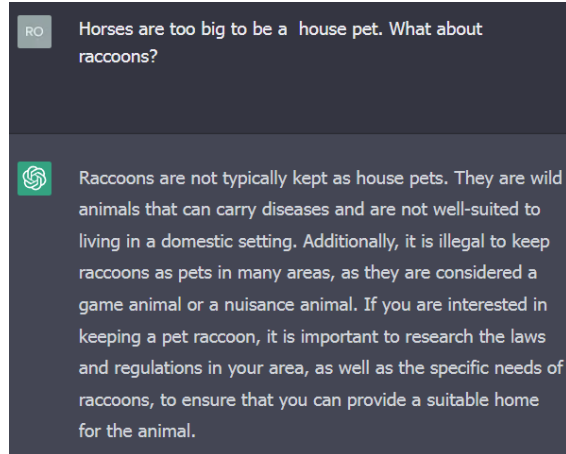 RO
Horses are too big to be a  house pet. What about
raccoons?
Raccoons are not typically kept as house pets. They are wild
animals that can carry diseases and are not well-suited to
living in a domestic setting. Additionally, it is illegal to keep
raccoons as pets in many areas, as they are considered a
game animal or a nuisance animal. If you are interested in
keeping a pet raccoon, it is important to research the laws
and regulations in your area, as well as the specific needs of
raccoons, to ensure that you can provide a suitable home
for the animal.